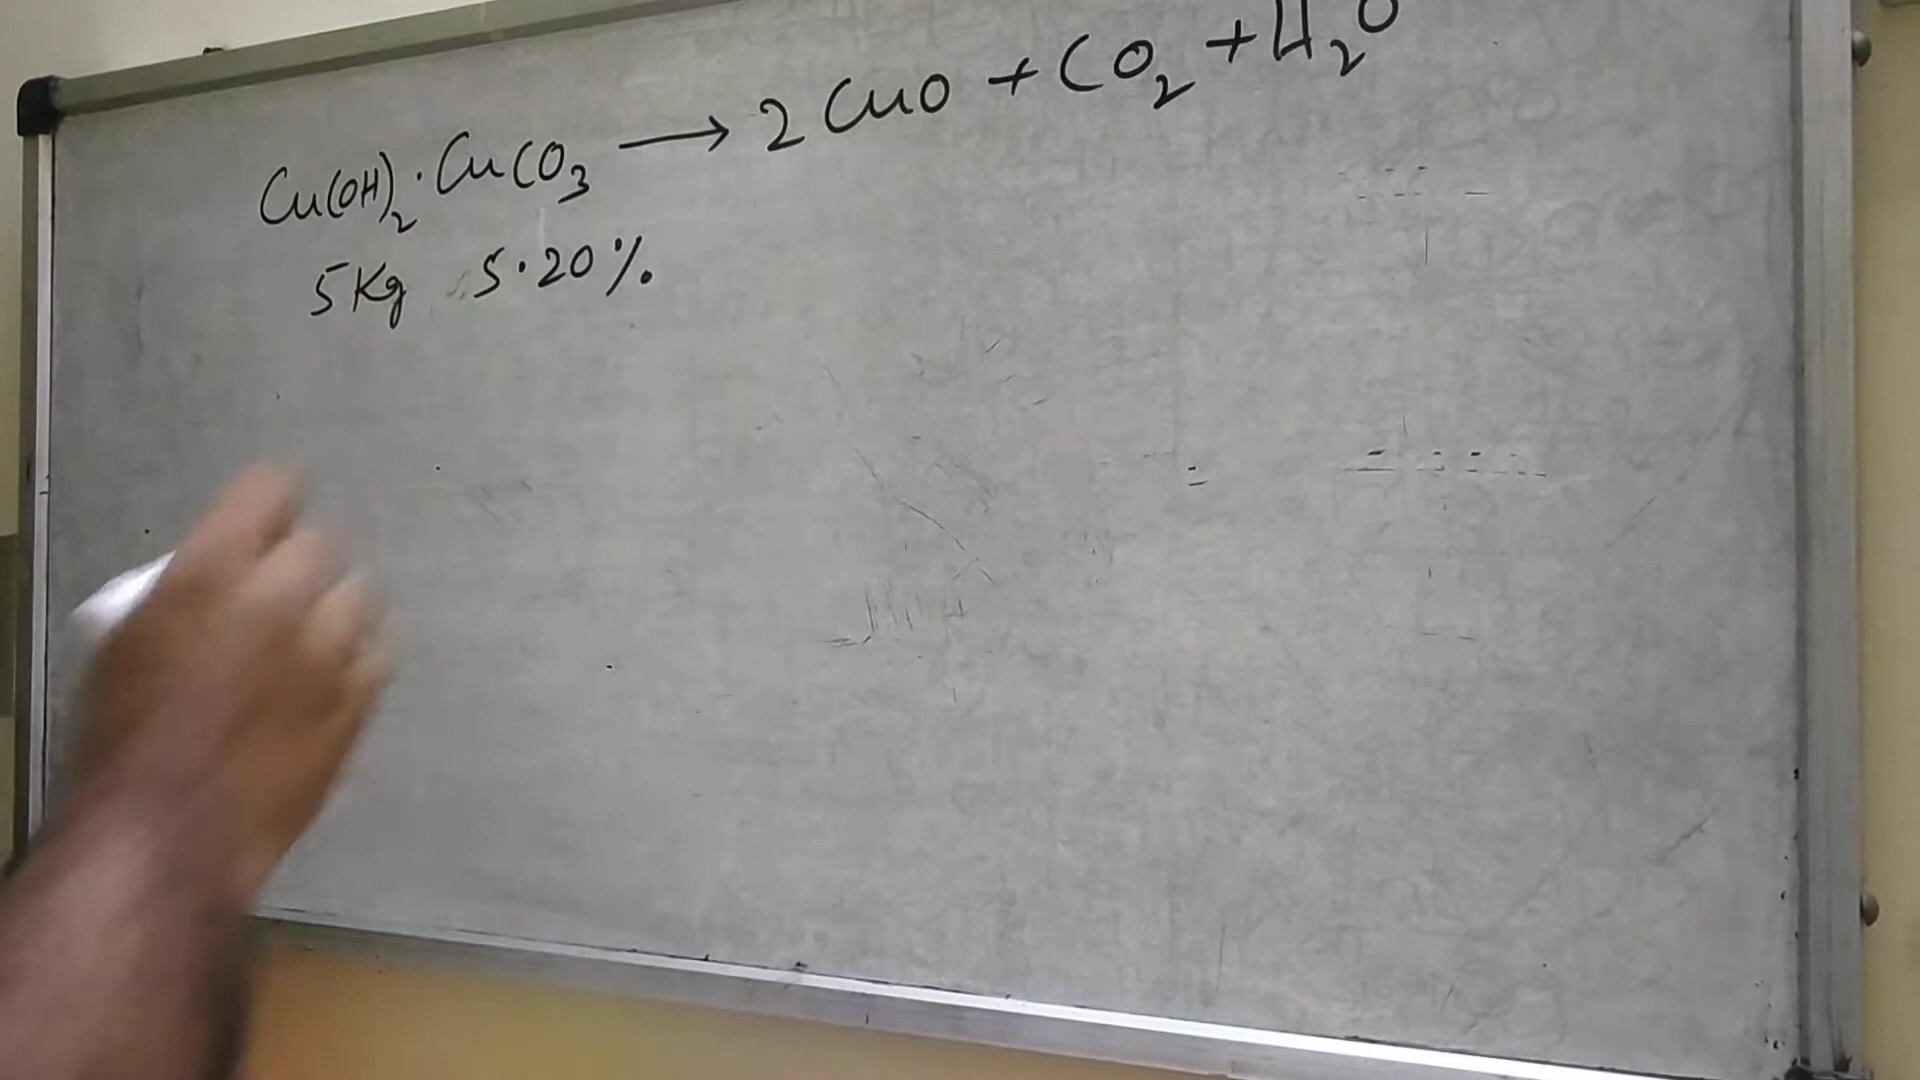 Cu(OH)₂·CuCO₃ ⟶ 2CuO + CO₂ + H₂O
5Kg 5·20%